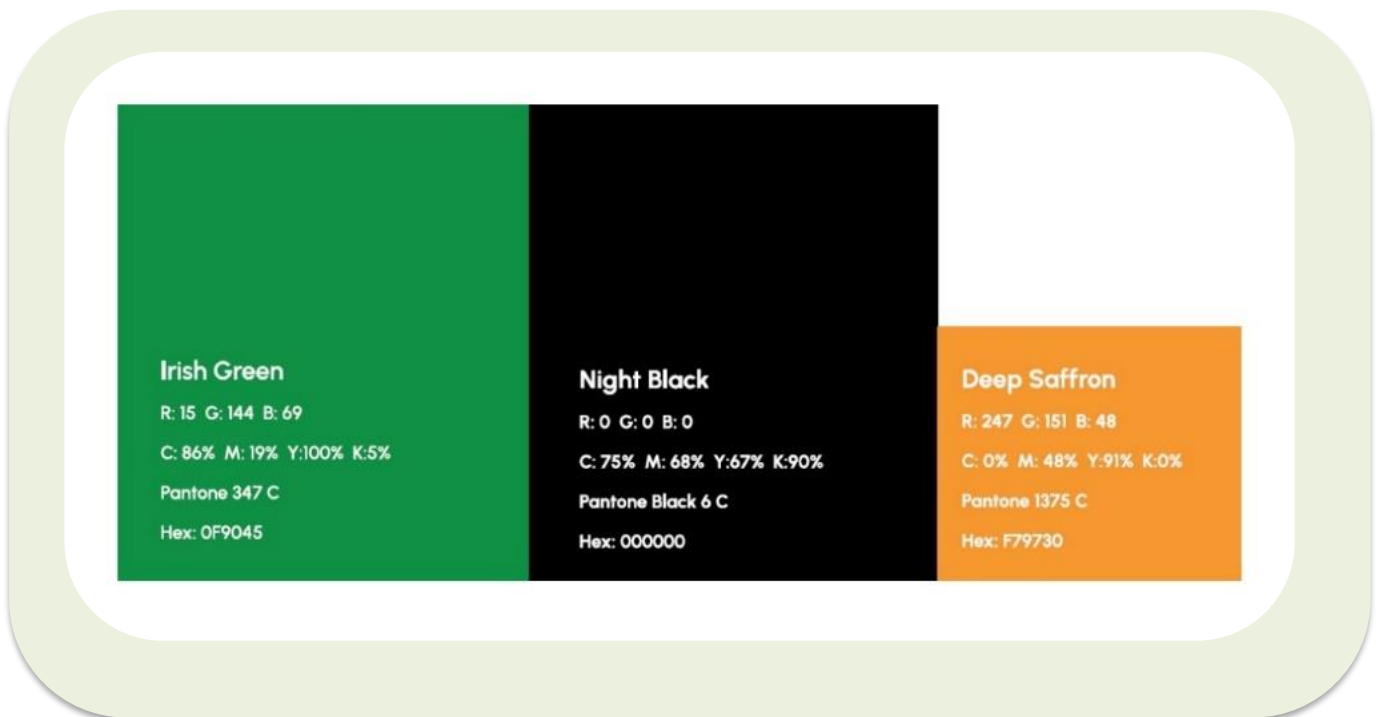 Irish Green
R: 15 G: 144 B: 69
C: 86% M: 19% Y:100% K:5%
Pantone 347 C
Hex: 0F9045
Night Black
R: 0 G: 0 B: 0
C: 75% M: 68% Y:67% K:90%
Pantone Black 6 C
Hex: 000000
Deep Saffron
R: 247 G: 151 B: 48
C: 0% M: 48% Y:91% K:0%
Pantone 1375 C
Hex: F79730